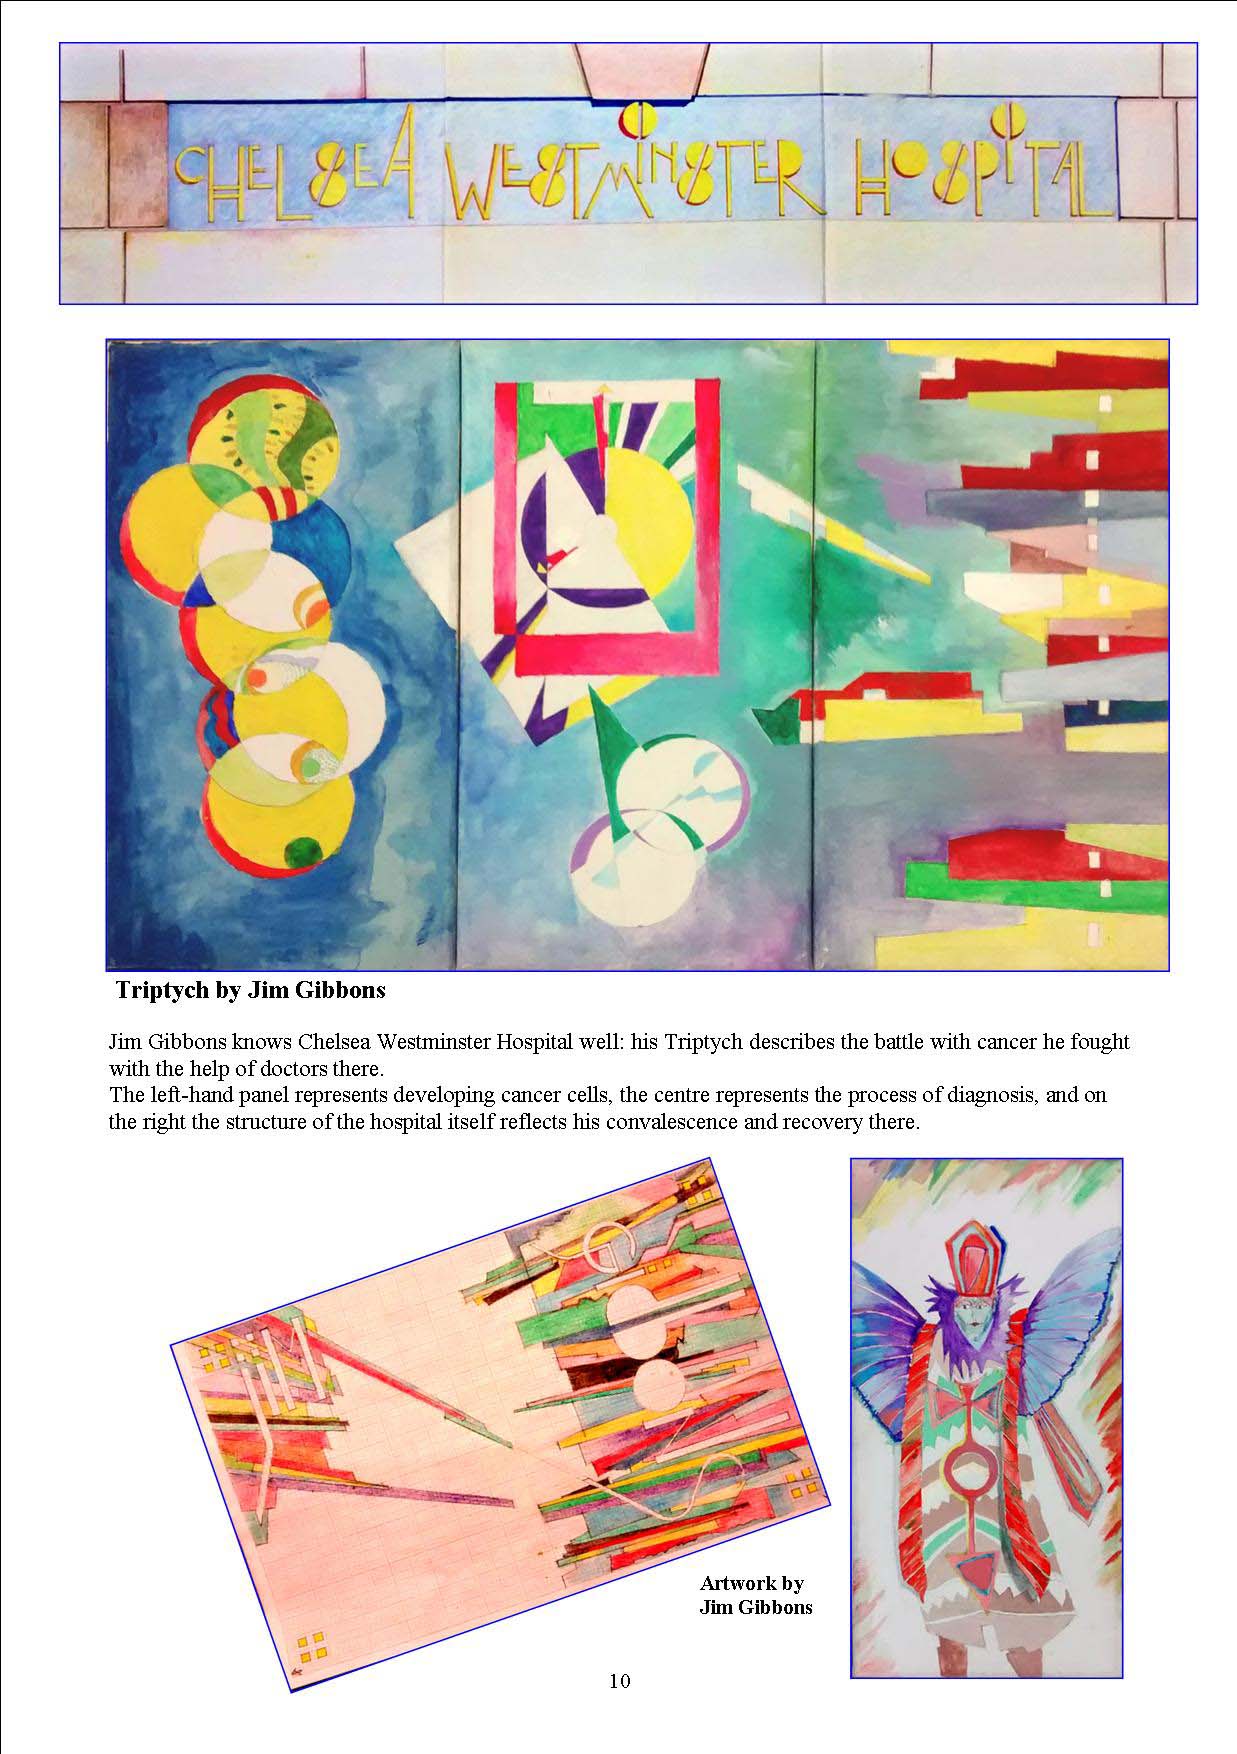 CHELSEA WESTMINSTER HOSPITAL
Triptych by Jim Gibbons
Jim Gibbons knows Chelsea Westminster Hospital well: his Triptych describes the battle with cancer he fought
with the help of doctors there.
The left-hand panel represents developing cancer cells, the centre represents the process of diagnosis, and on
the right the structure of the hospital itself reflects his convalescence and recovery there.
Artwork by
Jim Gibbons
10